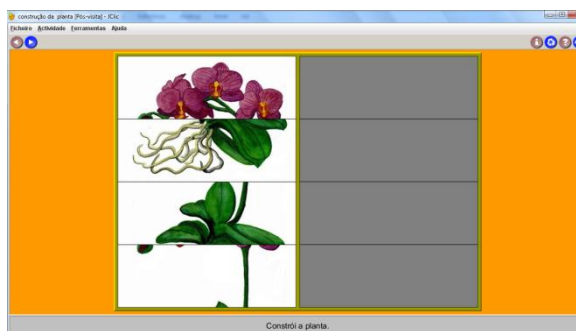 construção da planta [Pós-visita] - JClic
Ficheiro Actividade Ferramentas Ajuda
Constrói a planta.